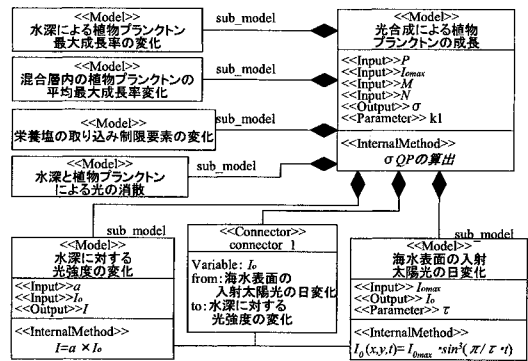 <<Model>>
水深による植物プランクトン
最大成長率の変化
sub_model
<<Model>>
混合層内の植物プランクトンの
平均最大成長率変化
sub_model
<<Model>>
栄養塩の取り込み制限要素の変化
sub_model
<<Model>>
水深と植物プランクトン
による光の消散
sub_model
<<Model>>
光合成による植物
プランクトンの成長
<<Input>>P
<<Input>>Iomax
<<Input>>M
<<Input>>N
<<Output>>σ
<<Parameter>> k1
<<InternalMethod>>
σQPの算出
sub_model
<<Model>>
水深に対する
光強度の変化
<<Input>>a
<<Input>>Io
<<Output>>I
<<InternalMethod>>
I=a × Io
<<Connector>>
connector_1
Variable: Io
from:海水表面の
入射太陽光の日変化
to:水深に対する
光強度の変化
sub_model
<<Model>>
海水表面の入射
太陽光の日変化
<<Input>>Iomax
<<Output>> Io
<<Parameter>> τ
<<InternalMethod>>
I0(x,y,t)= I0max ・sin³(π/τ・t)